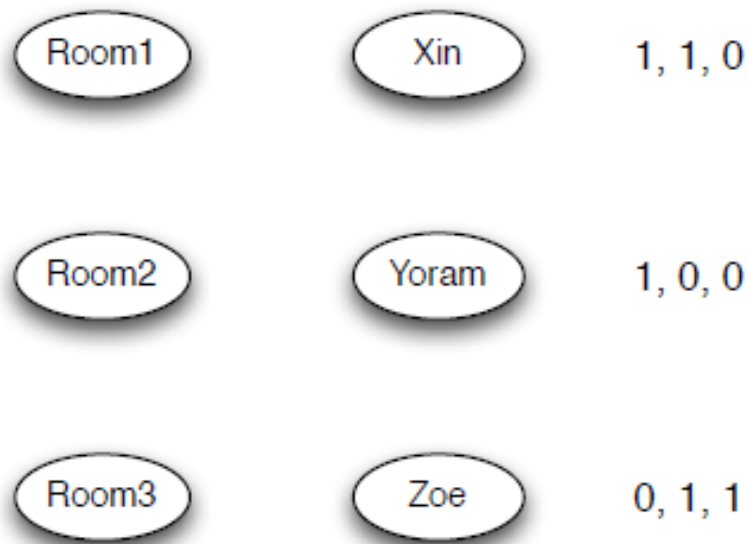 Room1 Xin 1, 1, 0
Room2 Yoram 1, 0, 0
Room3 Zoe 0, 1, 1